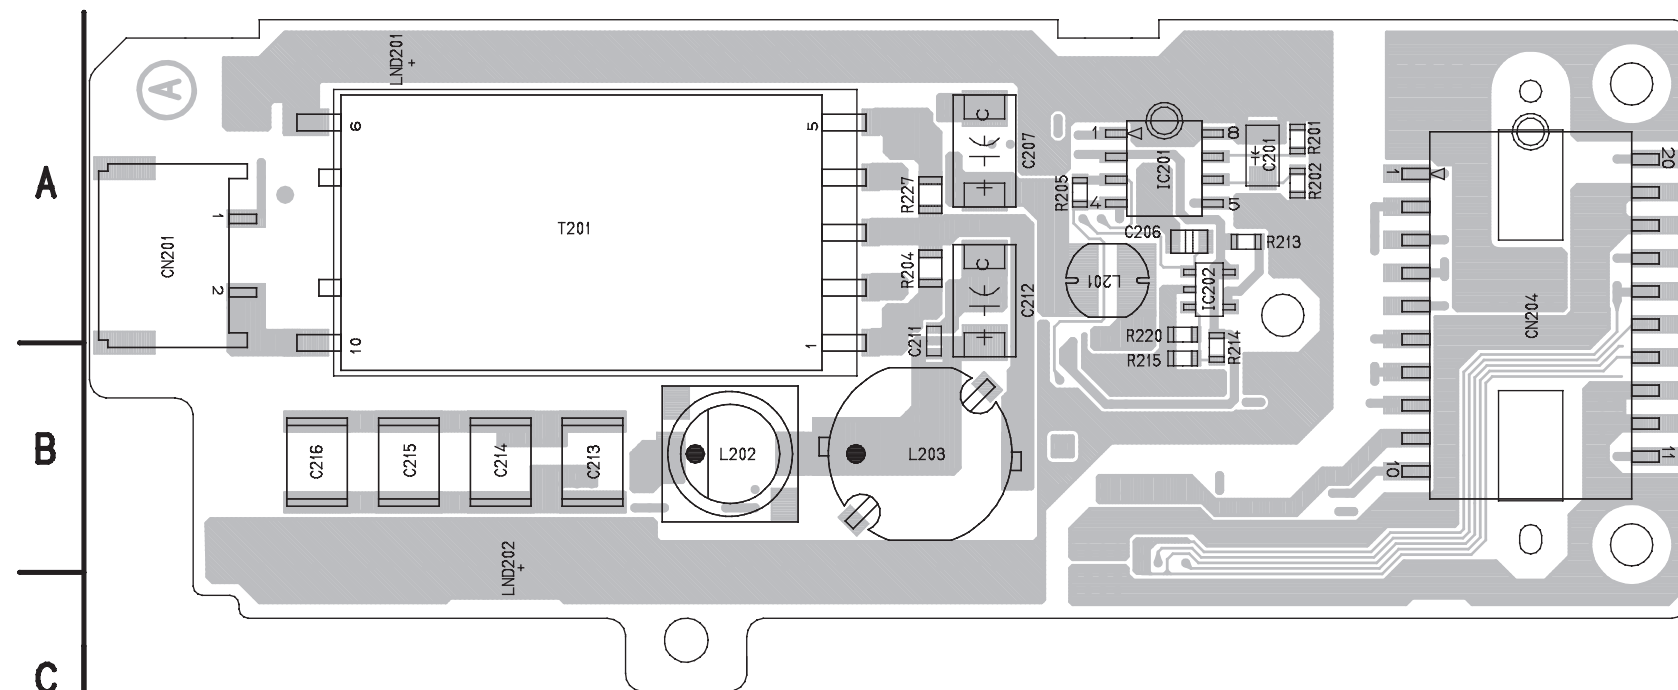 A
LND201
+
A
6
5
C
C207
1
8
IC201
C201
R201
R202
20
1
R227
+
R205
4
5
1
CN201
T201
C206
R213
R204
C
C212
L201
IC202
CN204
2
10
1
C211
+
R220
R214
R215
B
C216
C215
C214
C213
L202
L203
10
11
LND202
+
C